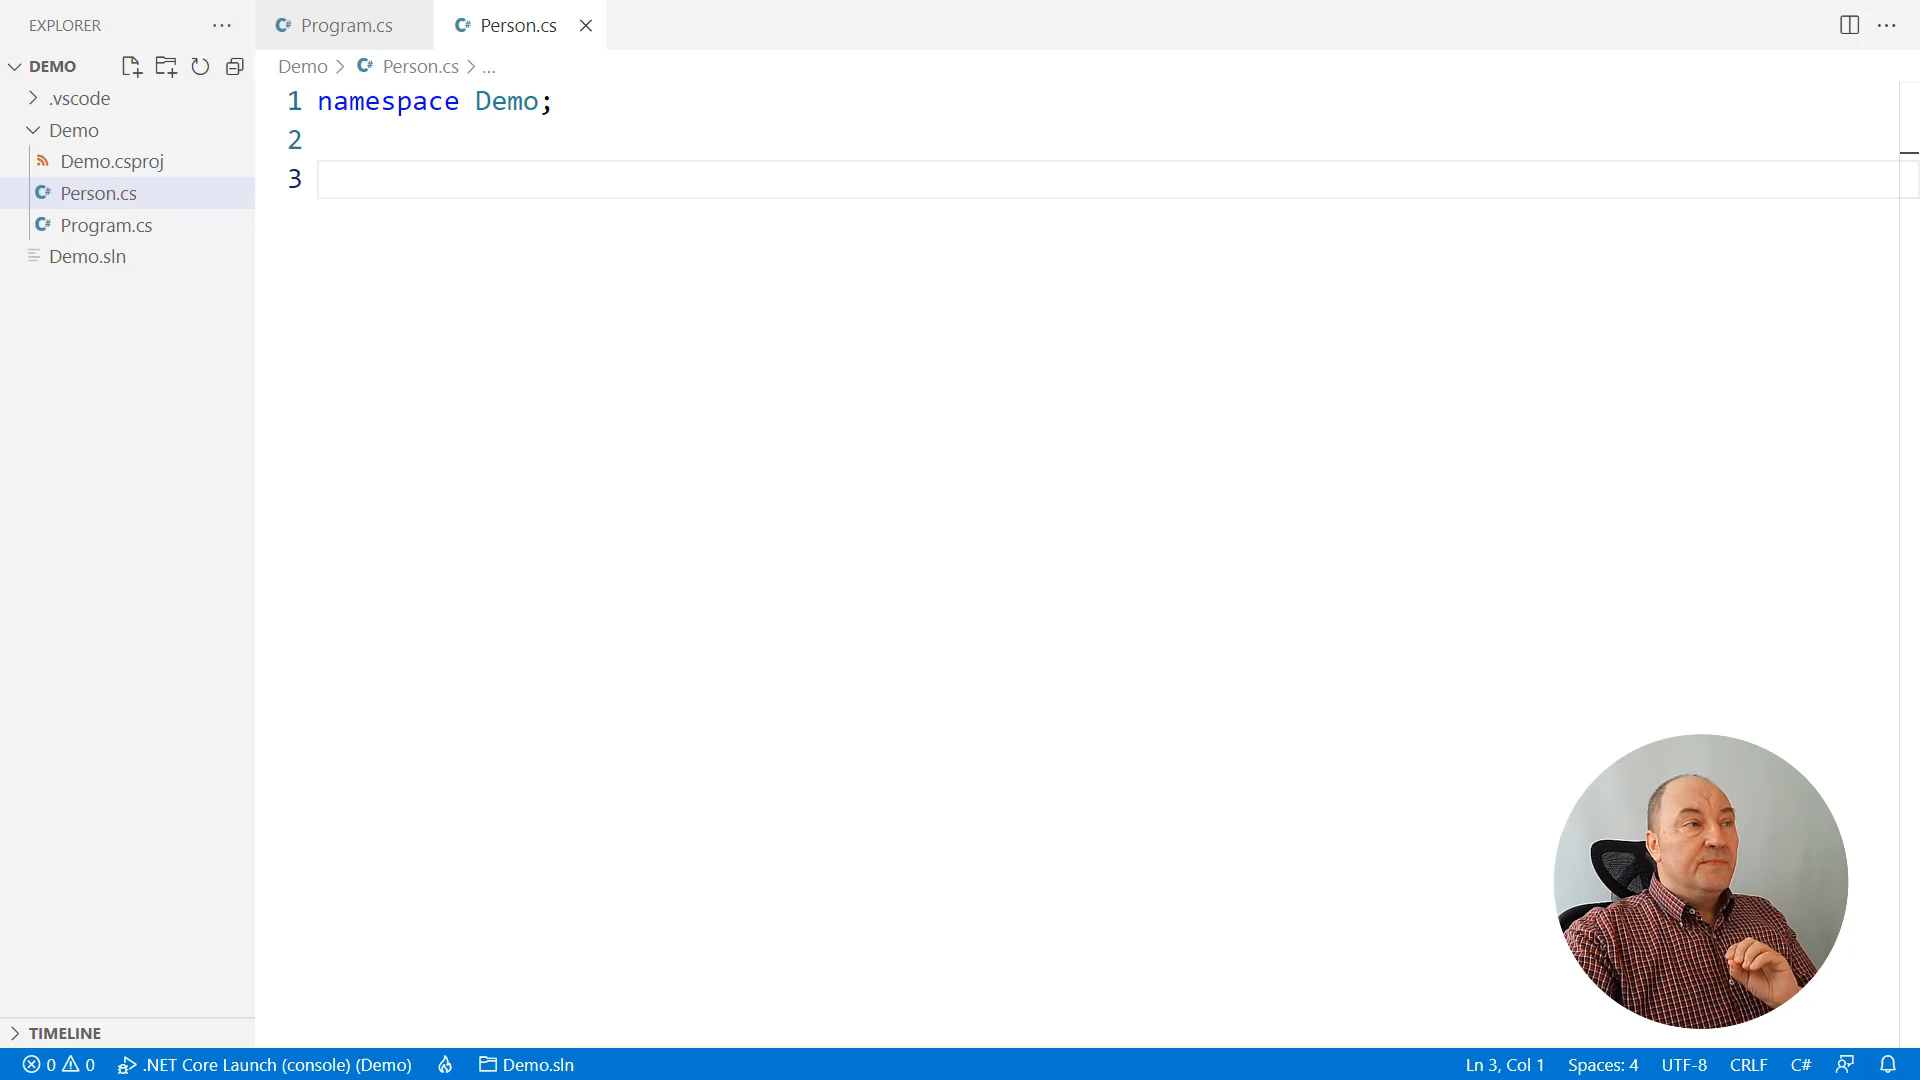 EXPLORER
DEMO
.vscode
Demo
Demo.csproj
Person.cs
Program.cs
Demo.sln
TIMELINE
Program.cs
Person.cs
Demo > Person.cs > ...
1 namespace Demo;
2
3
0 0 .NET Core Launch (console) (Demo) Demo.sln Ln 3, Col 1 Spaces: 4 UTF-8 CRLF C#